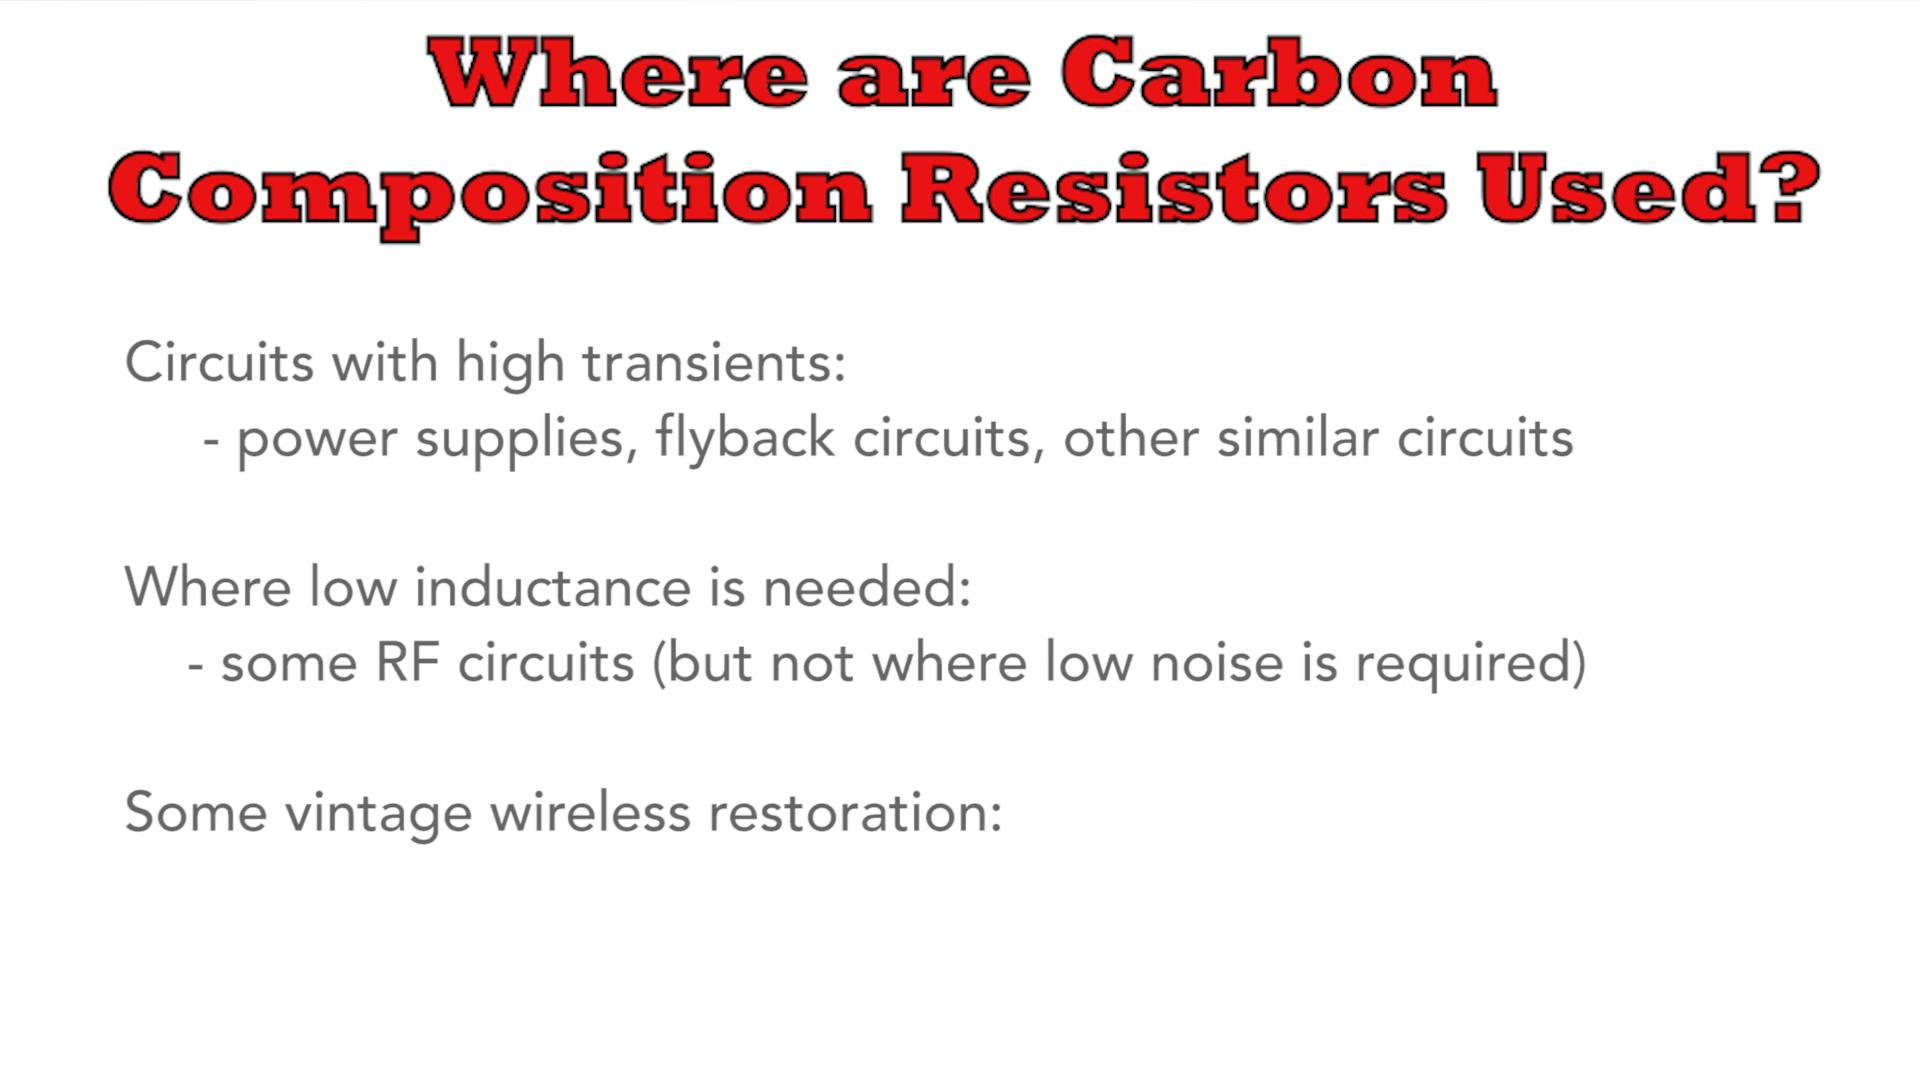 Where are Carbon
Composition Resistors Used?
Circuits with high transients:
- power supplies, flyback circuits, other similar circuits
Where low inductance is needed:
- some RF circuits (but not where low noise is required)
Some vintage wireless restoration: